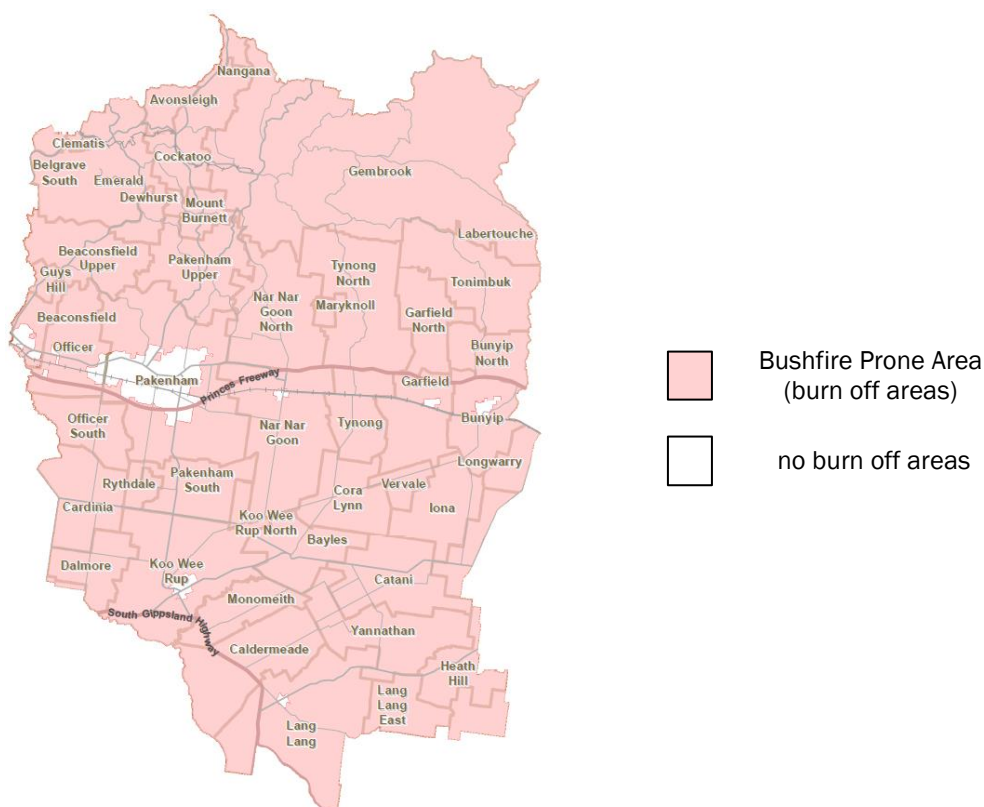 Nangana
Avonsleigh
Clematis
Cockatoo
Belgrave
South
Emerald
Dewhurst
Mount
Burnett
Gembrook
Labertouche
Beaconsfield
Upper
Pakenham
Upper
Guys
Hill
Tynong
North
Tonimbuk
Nar Nar
Goon
North
Maryknoll
Garfield
North
Beaconsfield
Officer
Bunyip
North
Pakenham
Princes Freeway
Garfield
Officer
South
Nar Nar
Goon
Tynong
Bunyip
Longwarry
Pakenham
South
Rythdale
Cora
Lynn
Vervale
Iona
Cardinia
Koo Wee
Rup North
Bayles
Dalmore
Koo Wee
Rup
Catani
Monomeith
South Gippsland Highway
Yannathan
Caldermeade
Heath
Hill
Lang
Lang
East
Lang
Lang
Bushfire Prone Area
(burn off areas)
no burn off areas